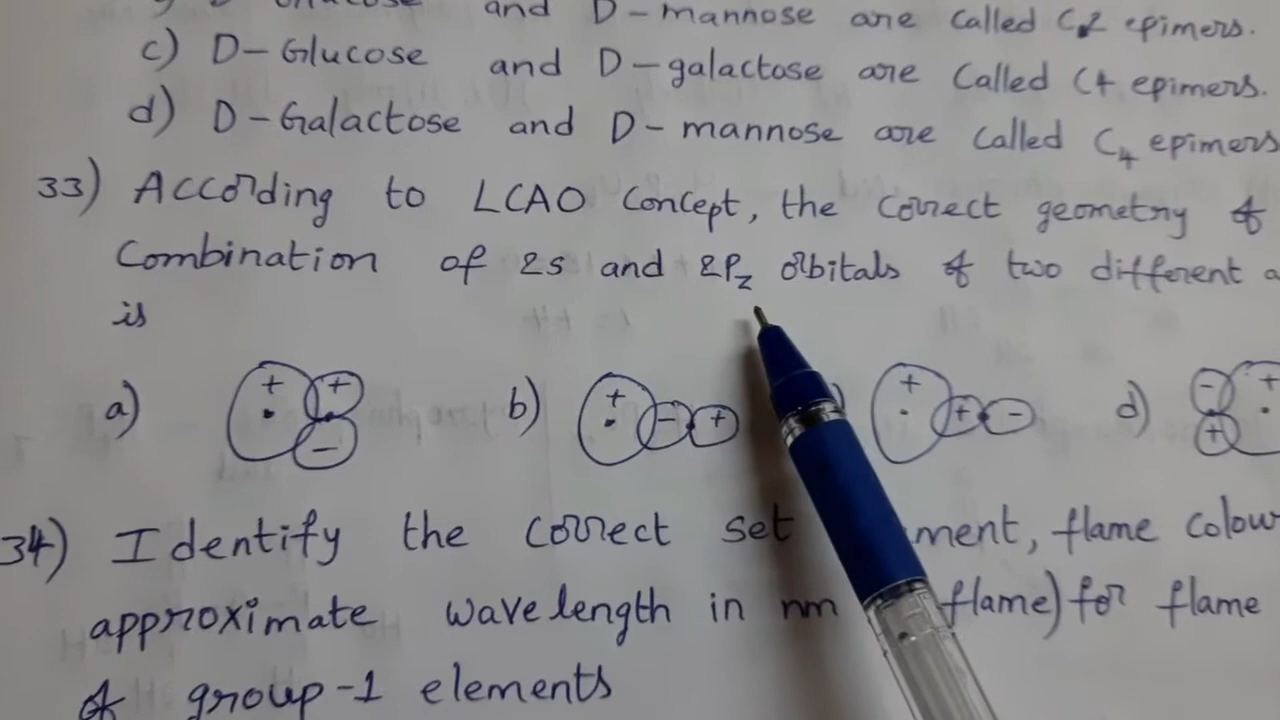 and D-mannose are called C2 epimers.
c) D-Glucose and D-galactose are Called C4 epimers.
d) D-Galactose and D-mannose are called C4 epimers
33) According to LCAO Concept, the correct geometry of
Combination of 2s and 2Pz orbitals of two different
is
a) + + − b) + − + ) + + − d) − + +
34) Identify the correct set ment, flame colour
approximate wavelength in nm flame) for flame
of group-1 elements